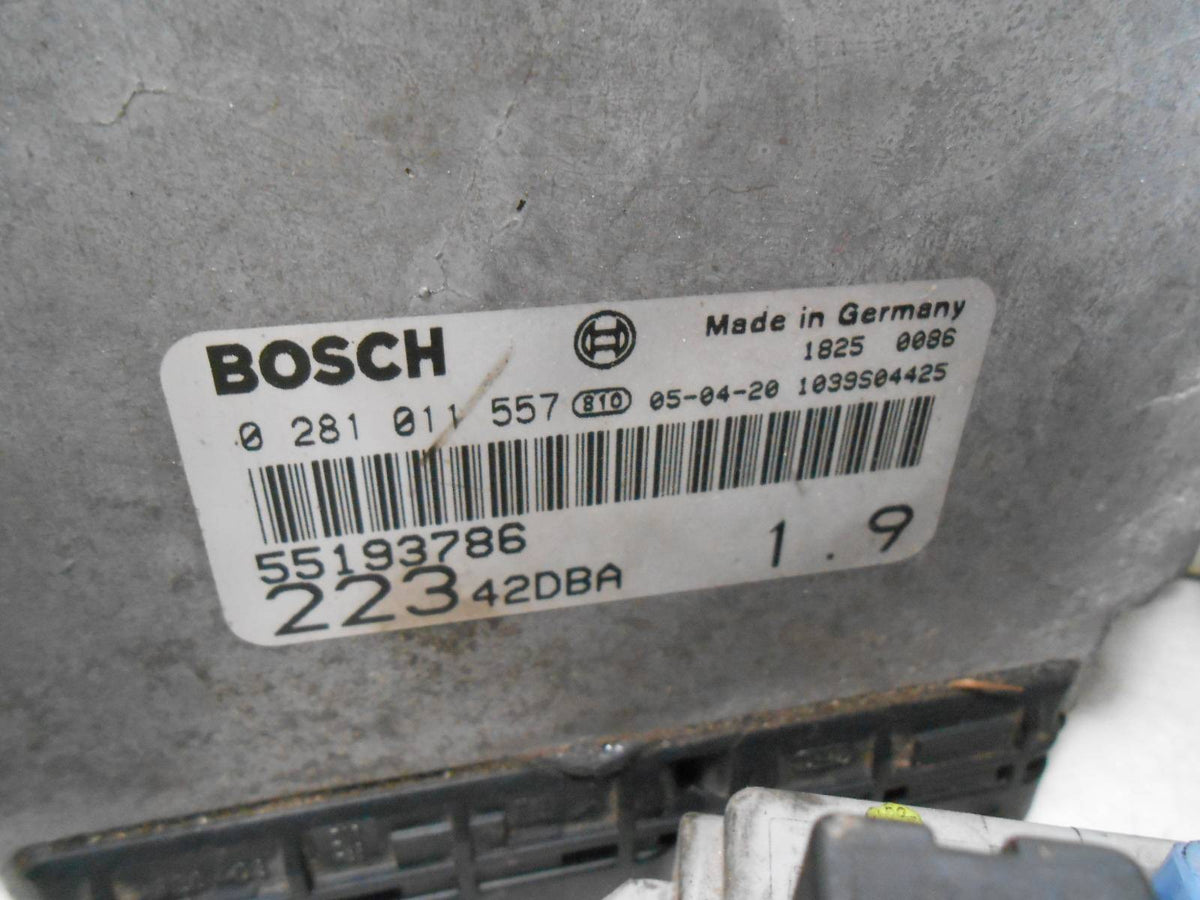 BOSCH
Made in Germany
1825 0086
0 281 011 557 810 05-04-20 1039S04425
55193786
223 42DBA 1.9